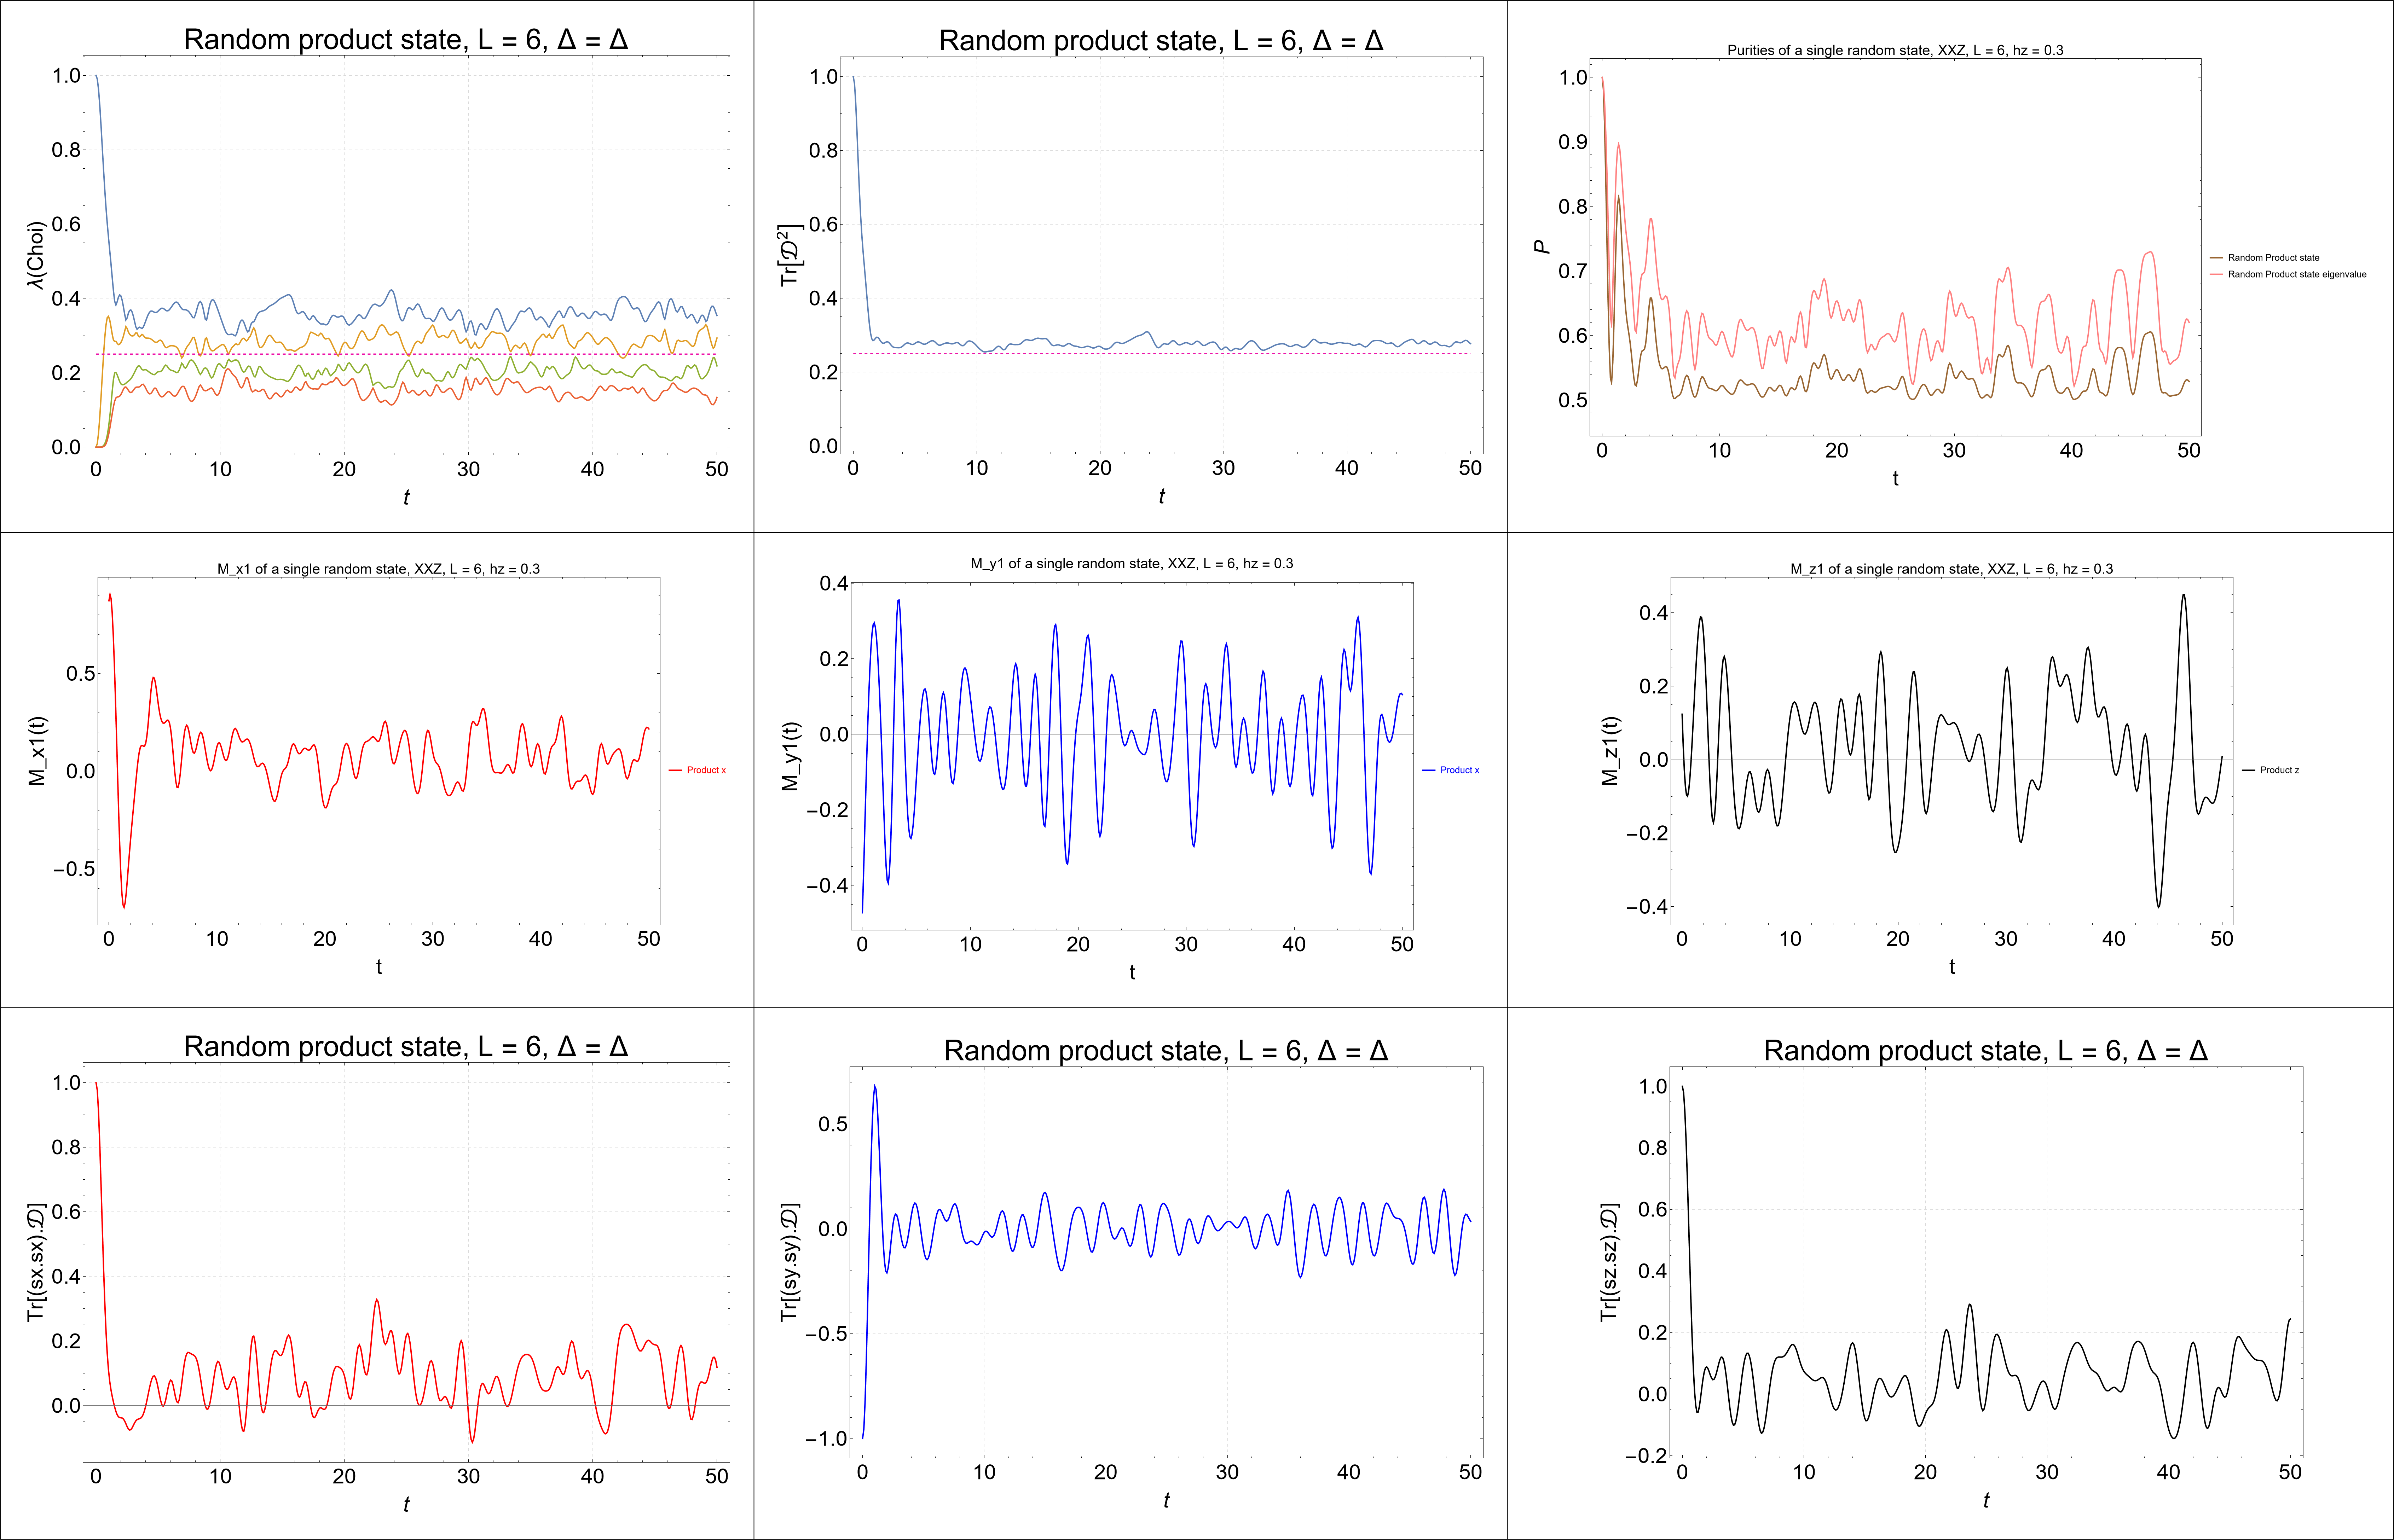 Random product state, L = 6, Δ = Δ
λ(Choi)
1.0
0.8
0.6
0.4
0.2
0.0
0 10 20 30 40 50
t
Random product state, L = 6, Δ = Δ
Tr[𝒟²]
1.0
0.8
0.6
0.4
0.2
0.0
0 10 20 30 40 50
t
Purities of a single random state, XXZ, L = 6, hz = 0.3
P
1.0
0.9
0.8
0.7
0.6
0.5
0 10 20 30 40 50
t
Random Product state
Random Product state eigenvalue
M_x1 of a single random state, XXZ, L = 6, hz = 0.3
M_x1(t)
0.5
0.0
−0.5
0 10 20 30 40 50
t
Product x
M_y1 of a single random state, XXZ, L = 6, hz = 0.3
M_y1(t)
0.4
0.2
0.0
−0.2
−0.4
0 10 20 30 40 50
t
Product x
M_z1 of a single random state, XXZ, L = 6, hz = 0.3
M_z1(t)
0.4
0.2
0.0
−0.2
−0.4
0 10 20 30 40 50
t
Product z
Random product state, L = 6, Δ = Δ
Tr[(sx.sx).𝒟]
1.0
0.8
0.6
0.4
0.2
0.0
0 10 20 30 40 50
t
Random product state, L = 6, Δ = Δ
Tr[(sy.sy).𝒟]
0.5
0.0
−0.5
−1.0
0 10 20 30 40 50
t
Random product state, L = 6, Δ = Δ
Tr[(sz.sz).𝒟]
1.0
0.8
0.6
0.4
0.2
0.0
−0.2
0 10 20 30 40 50
t